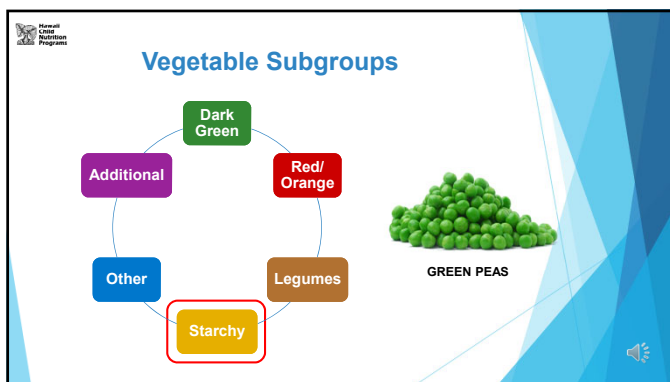 Hawaii
Child
Nutrition
Programs
Vegetable Subgroups
Dark
Green
Red/
Orange
Legumes
Starchy
Other
Additional
GREEN PEAS